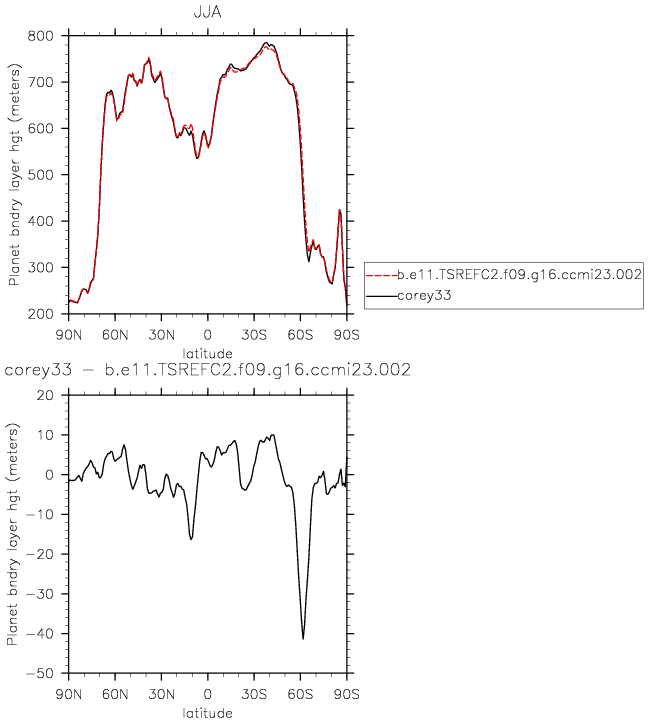 JJA
Planet bndry layer hgt (meters)
800
700
600
500
400
300
200
90N 60N 30N 0 30S 60S 90S
latitude
b.e11.TSREFC2.f09.g16.ccmi23.002
corey33
corey33 − b.e11.TSREFC2.f09.g16.ccmi23.002
Planet bndry layer hgt (meters)
20
10
0
−10
−20
−30
−40
−50
90N 60N 30N 0 30S 60S 90S
latitude